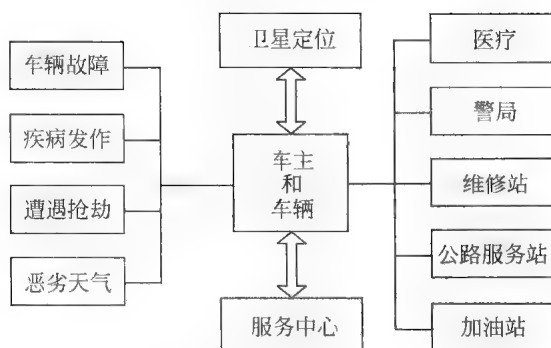 车辆故障
疾病发作
遭遇抢劫
恶劣天气
卫星定位
车主
和
车辆
服务中心
医疗
警局
维修站
公路服务站
加油站